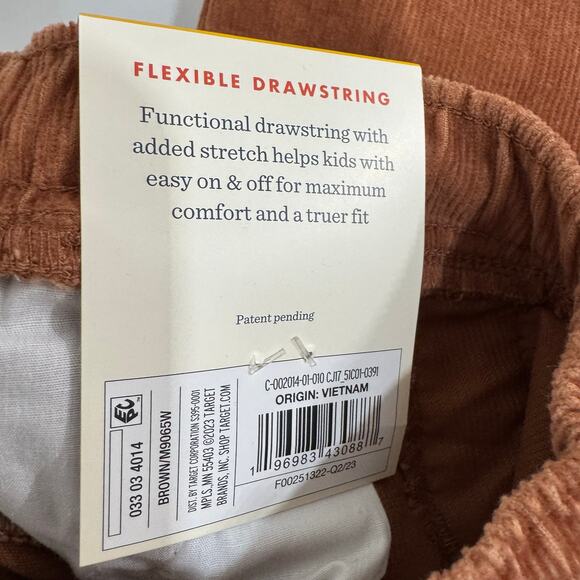 FLEXIBLE DRAWSTRING
Functional drawstring with
added stretch helps kids with
easy on & off for maximum
comfort and a truer fit
Patent pending
EPC
033 03 4014
BROWN/M9065W
DIST. BY TARGET CORPORATION S395-0001
MPLS, MN 55403 ©2023 TARGET
BRANDS, INC. SHOP TARGET.COM
C-002014-01-010 CJ17_51C01-0391
ORIGIN: VIETNAM
1 96983 43088 7
F00251322-Q2/23